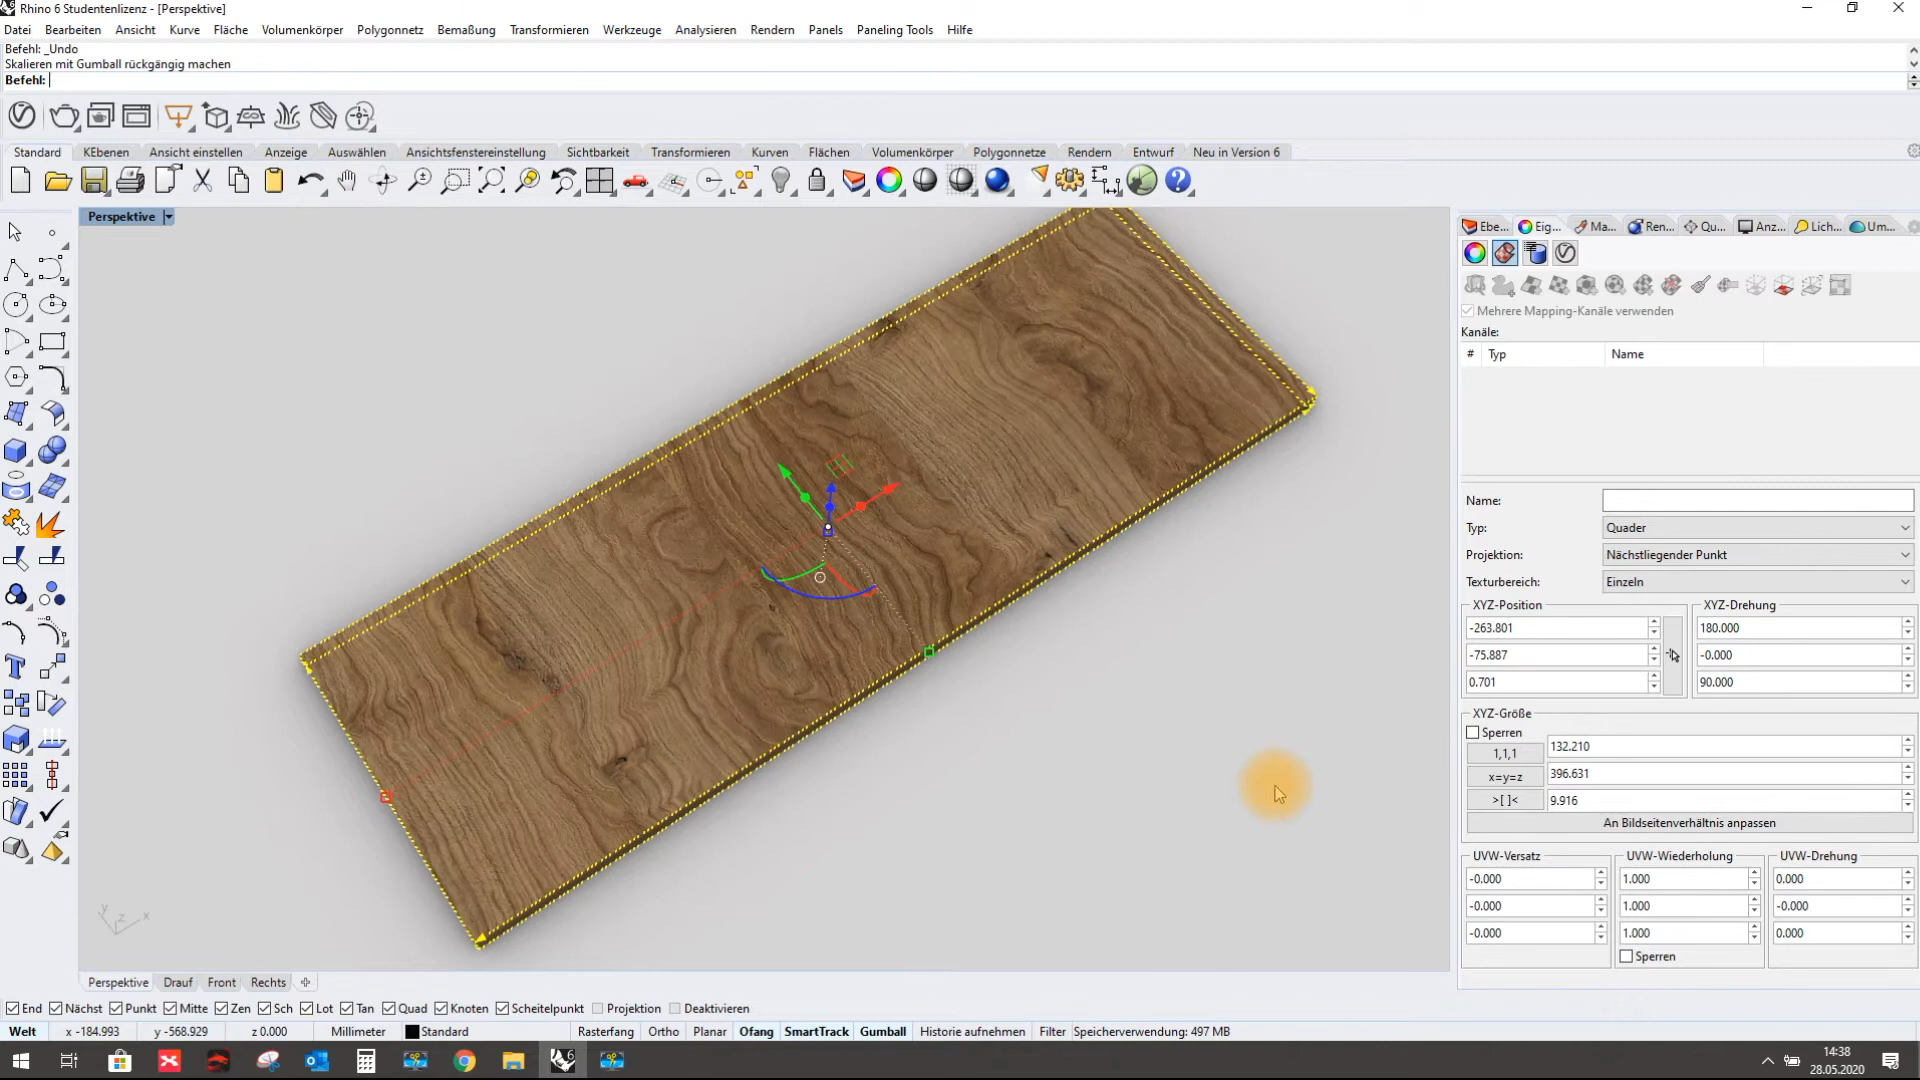 Rhino 6 Studentenlizenz - [Perspektive]
Datei Bearbeiten Ansicht Kurve Fläche Volumenkörper Polygonnetz Bemaßung Transformieren Werkzeuge Analysieren Rendern Panels Paneling Tools Hilfe
Befehl: _Undo
Skalieren mit Gumball rückgängig machen
Befehl:
Standard KEbenen Ansicht einstellen Anzeige Auswählen Ansichtsfenstereinstellung Sichtbarkeit Transformieren Kurven Flächen Volumenkörper Polygonnetze Rendern Entwurf Neu in Version 6
Perspektive
Ebe... Eig... Ma... Ren... Qu... Anz... Lich... Um...
Mehrere Mapping-Kanäle verwenden
Kanäle:
# Typ Name
Name:
Typ: Quader
Projektion: Nächstliegender Punkt
Texturbereich: Einzeln
XYZ-Position XYZ-Drehung
-263.801 180.000
-75.887 -0.000
0.701 90.000
XYZ-Größe
Sperren
1,1,1 132.210
x=y=z 396.631
>[ ]< 9.916
An Bildseitenverhältnis anpassen
UVW-Versatz UVW-Wiederholung UVW-Drehung
-0.000 1.000 0.000
-0.000 1.000 -0.000
-0.000 1.000 0.000
Sperren
y z x
Perspektive Drauf Front Rechts
End Nächst Punkt Mitte Zen Sch Lot Tan Quad Knoten Scheitelpunkt Projektion Deaktivieren
Welt x -184.993 y -568.929 z 0.000 Millimeter Standard Rasterfang Ortho Planar Ofang SmartTrack Gumball Historie aufnehmen Filter Speicherverwendung: 497 MB
14:38
28.05.2020